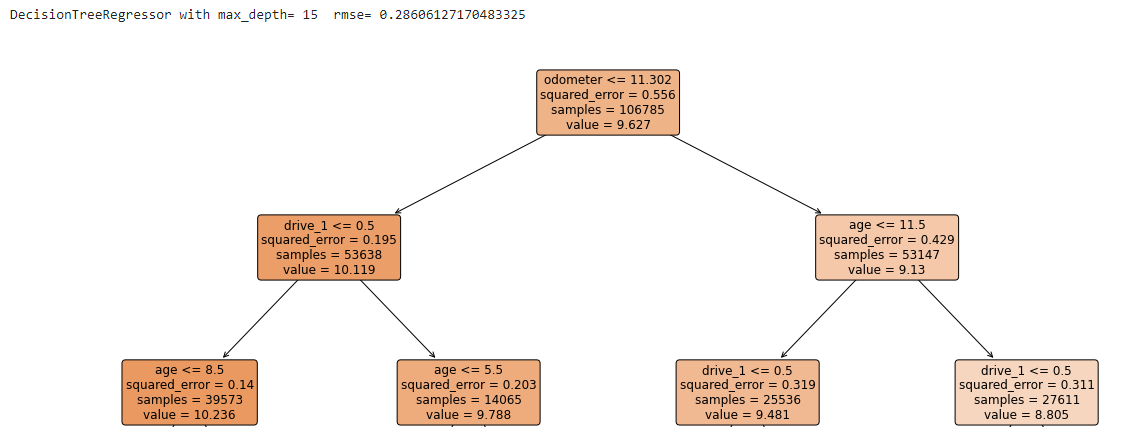 DecisionTreeRegressor with max_depth= 15  rmse= 0.28606127170483325
odometer <= 11.302
squared_error = 0.556
samples = 106785
value = 9.627
drive_1 <= 0.5
squared_error = 0.195
samples = 53638
value = 10.119
age <= 11.5
squared_error = 0.429
samples = 53147
value = 9.13
age <= 8.5
squared_error = 0.14
samples = 39573
value = 10.236
age <= 5.5
squared_error = 0.203
samples = 14065
value = 9.788
drive_1 <= 0.5
squared_error = 0.319
samples = 25536
value = 9.481
drive_1 <= 0.5
squared_error = 0.311
samples = 27611
value = 8.805